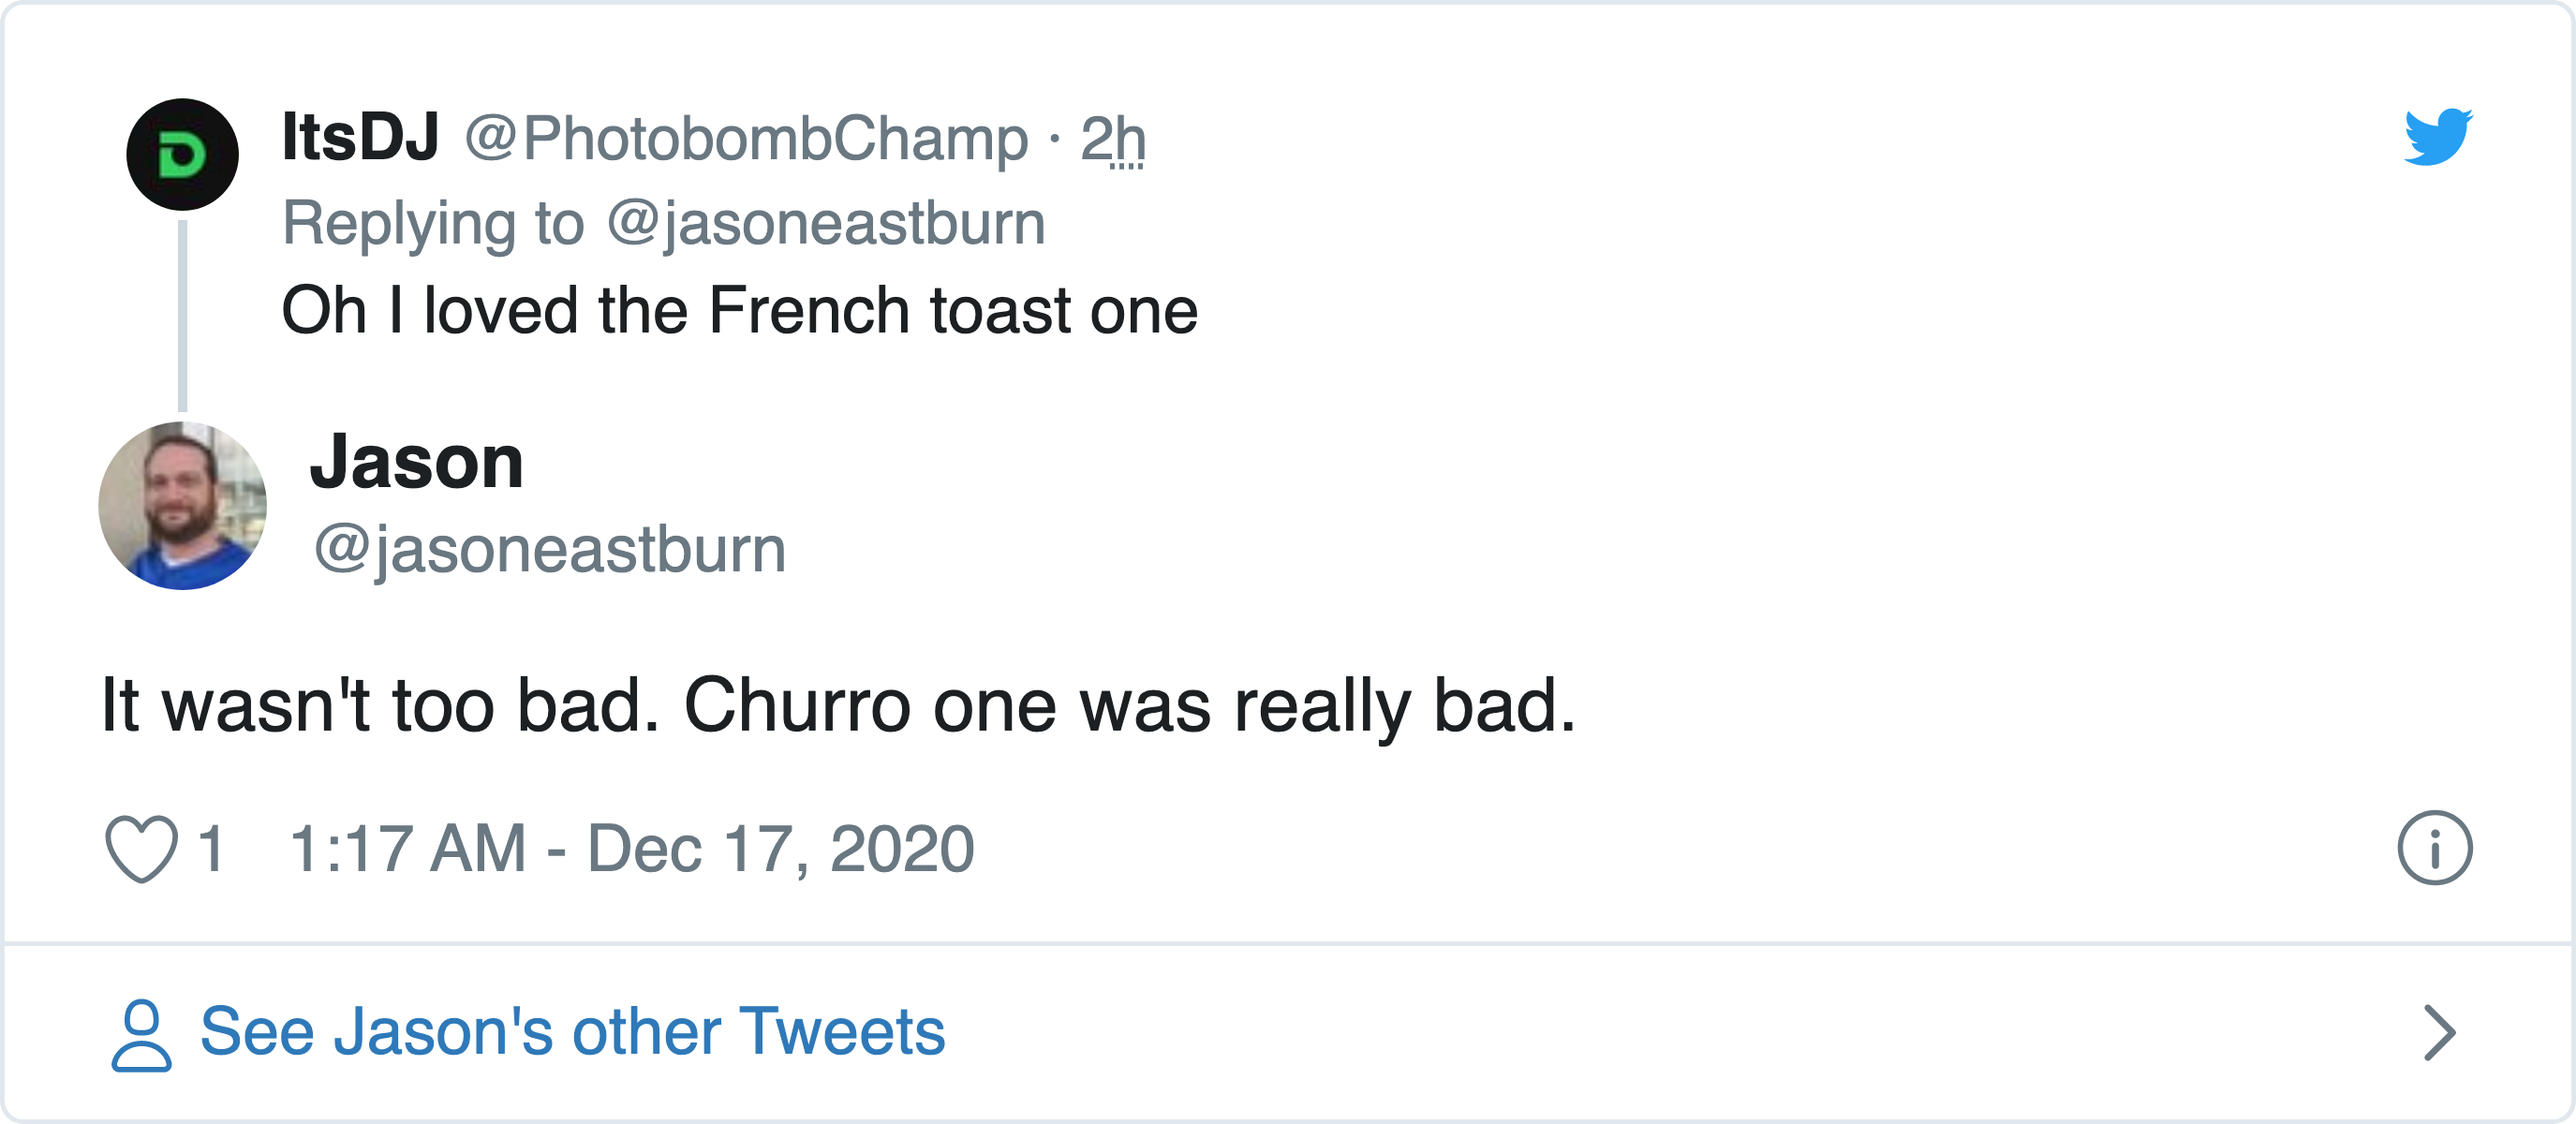 ItsDJ @PhotobombChamp · 2h
Replying to @jasoneastburn
Oh I loved the French toast one
Jason
@jasoneastburn
It wasn't too bad. Churro one was really bad.
1 1:17 AM - Dec 17, 2020
See Jason's other Tweets